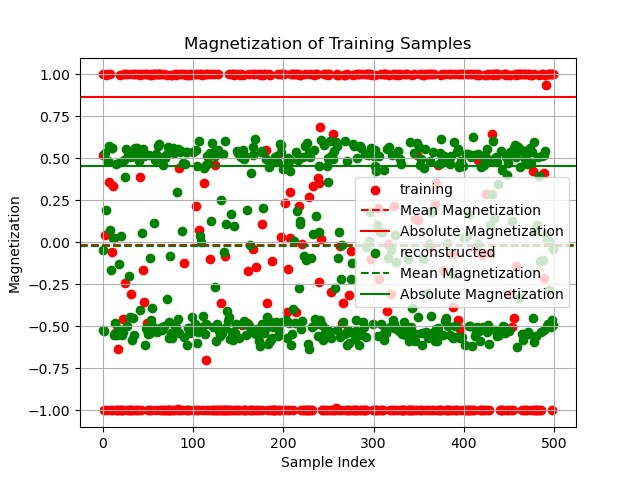 Magnetization of Training Samples
Magnetization
1.00
0.75
0.50
0.25
0.00
−0.25
−0.50
−0.75
−1.00
training
Mean Magnetization
Absolute Magnetization
reconstructed
Mean Magnetization
Absolute Magnetization
0
100
200
300
400
500
Sample Index